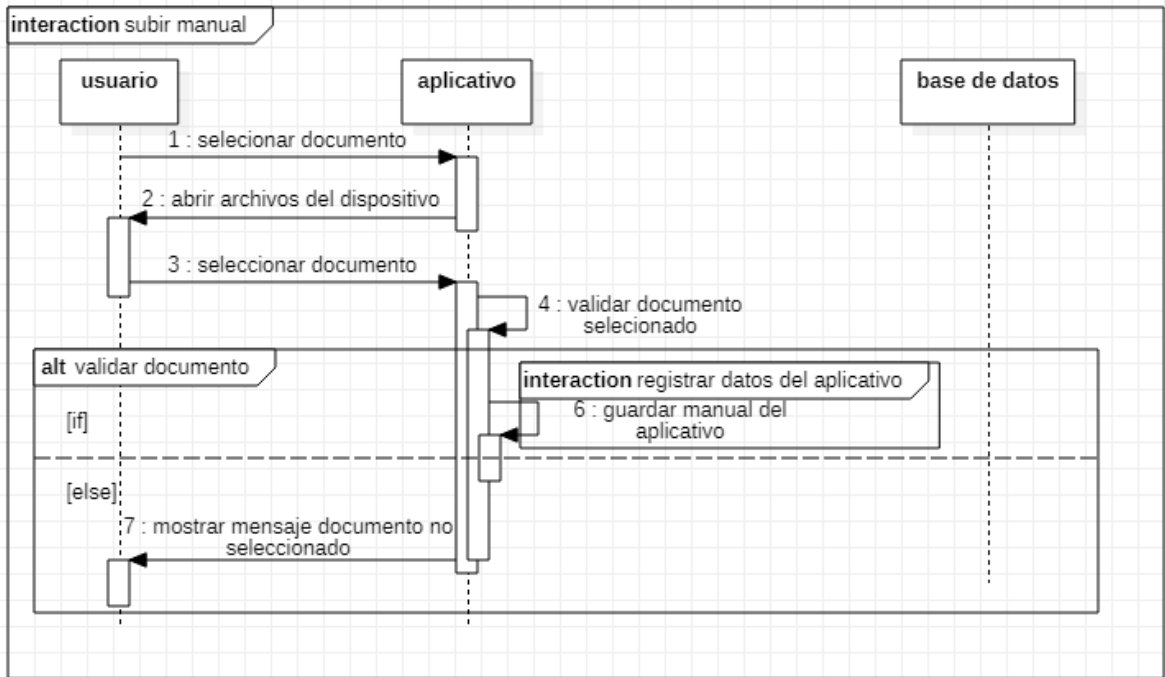 interaction subir manual
usuario
aplicativo
base de datos
1 : selecionar documento
2 : abrir archivos del dispositivo
3 : seleccionar documento
4 : validar documento
selecionado
alt validar documento
interaction registrar datos del aplicativo
[if]
6 : guardar manual del
aplicativo
[else]
7 : mostrar mensaje documento no
seleccionado